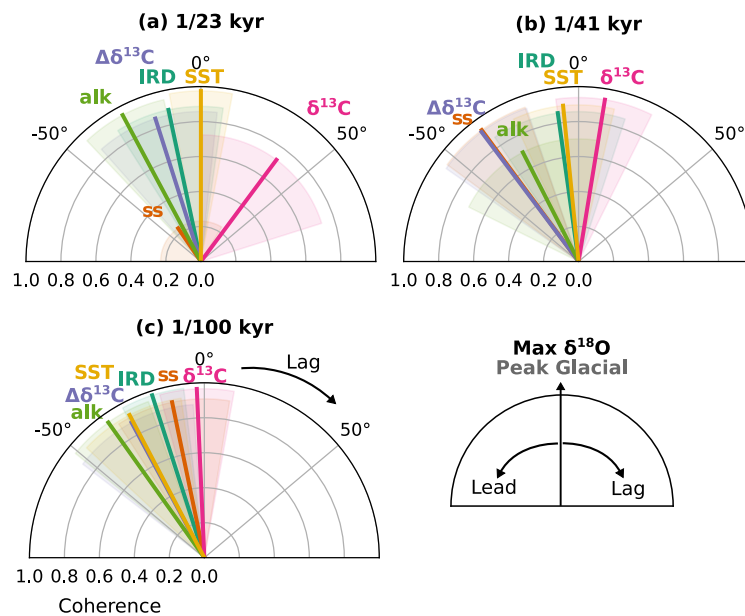 (a) 1/23 kyr
Δδ¹³C
0°
IRD SST
alk
δ¹³C
-50°
50°
ss
1.0 0.8 0.6 0.4 0.2 0.0
(b) 1/41 kyr
IRD 0°
SST δ¹³C
Δδ¹³C
ss
alk
-50°
50°
1.0 0.8 0.6 0.4 0.2 0.0
(c) 1/100 kyr
0°
Lag
SST IRD ss δ¹³C
Δδ¹³C
alk
-50°
50°
1.0 0.8 0.6 0.4 0.2 0.0
Coherence
Max δ¹⁸O
Peak Glacial
Lead Lag